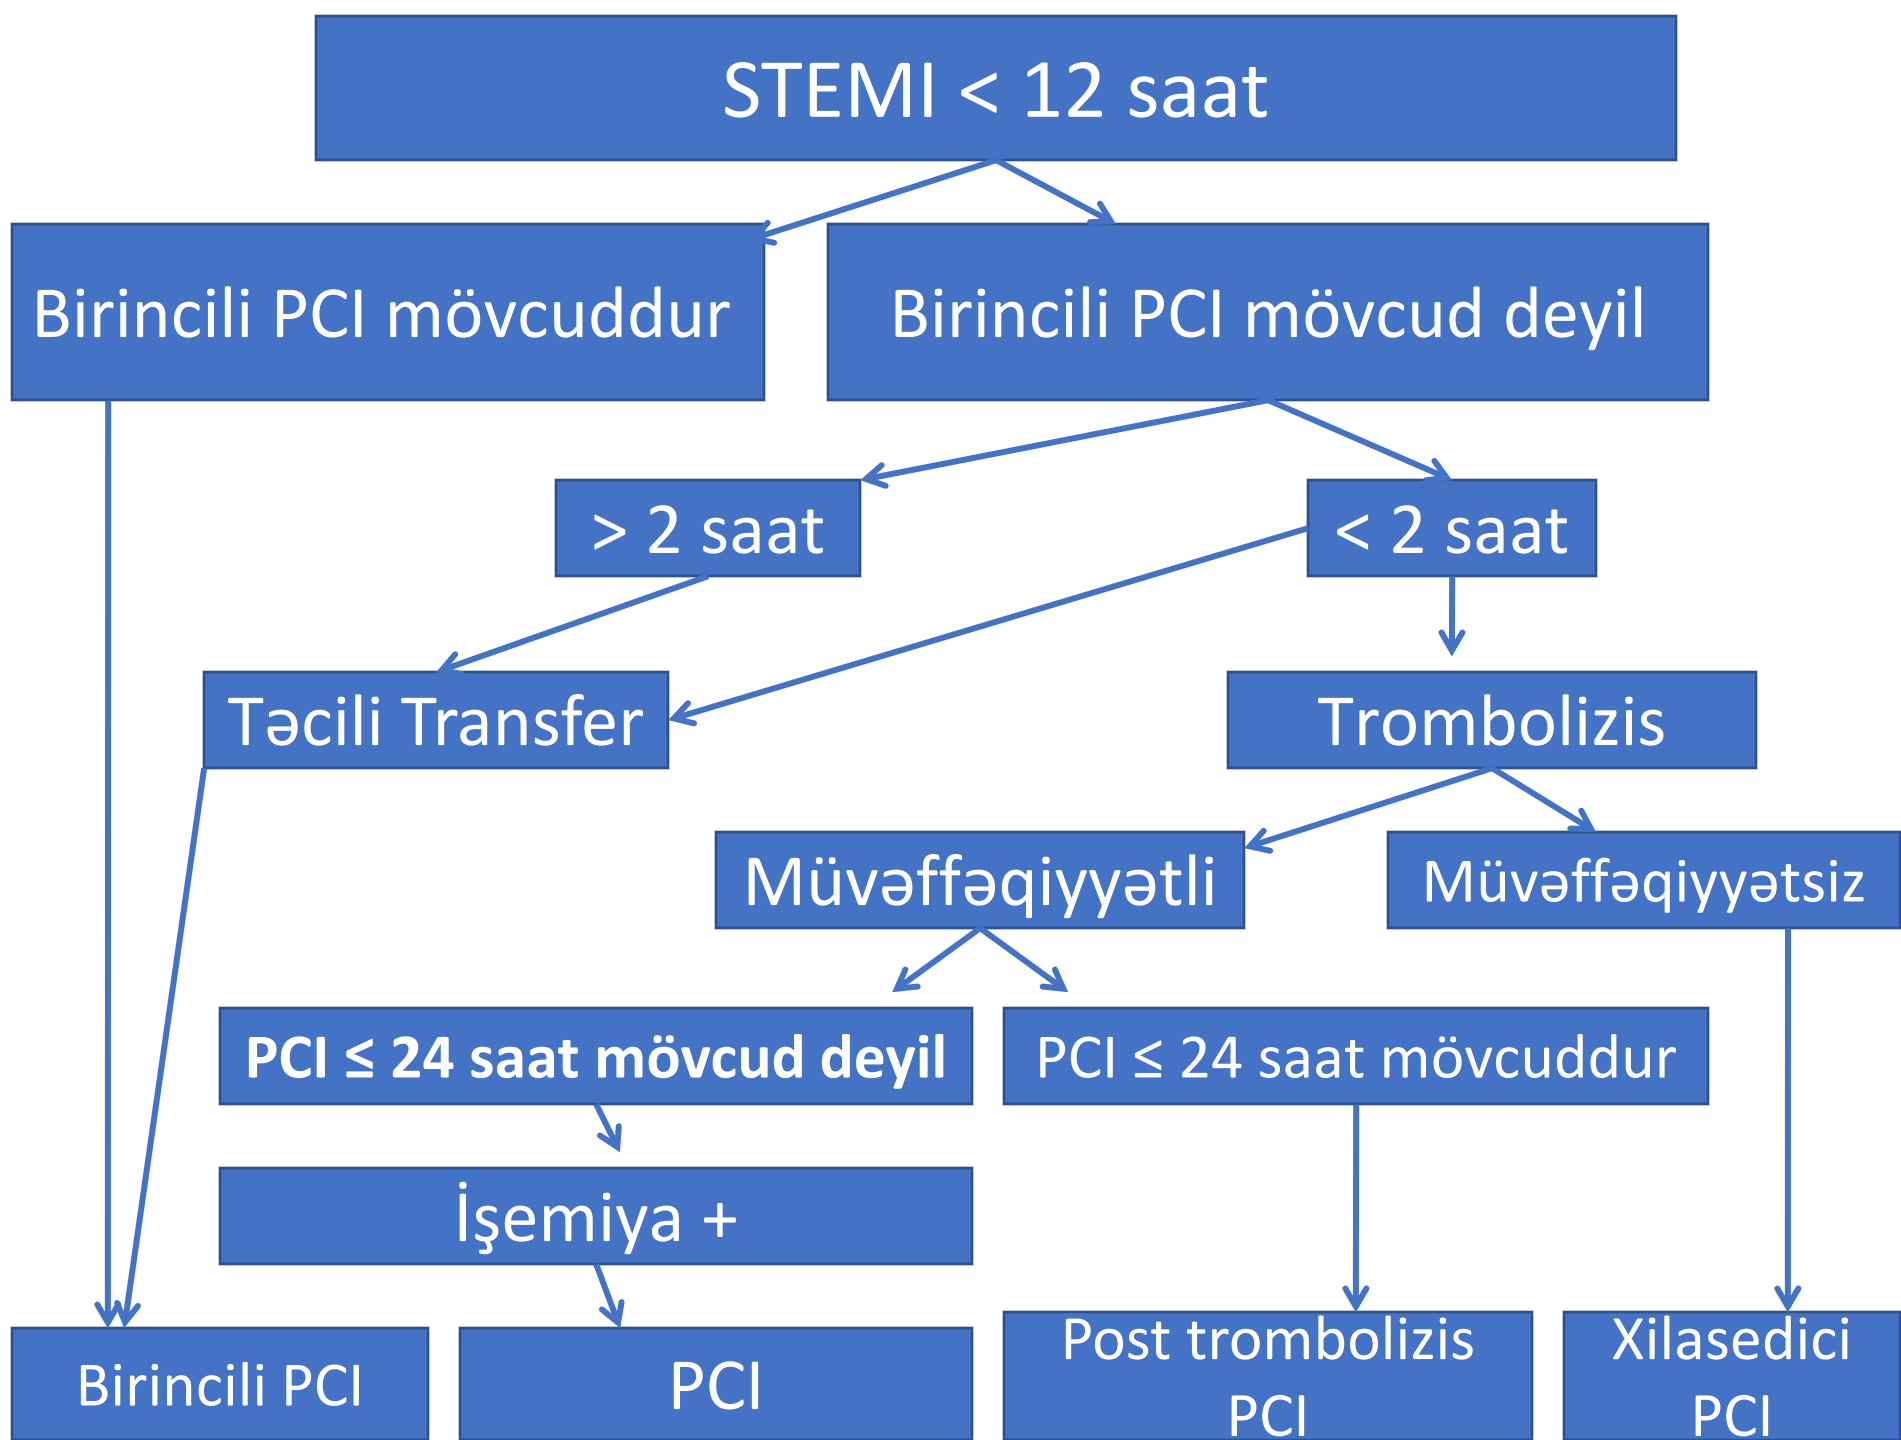 STEMI < 12 saat
Birincili PCI mövcuddur
Birincili PCI mövcud deyil
> 2 saat
< 2 saat
Təcili Transfer
Trombolizis
Müvəffəqiyyətli
Müvəffəqiyyətsiz
PCI ≤ 24 saat mövcud deyil
PCI ≤ 24 saat mövcuddur
İşemiya +
Birincili PCI
PCI
Post trombolizis
PCI
Xilasedici
PCI